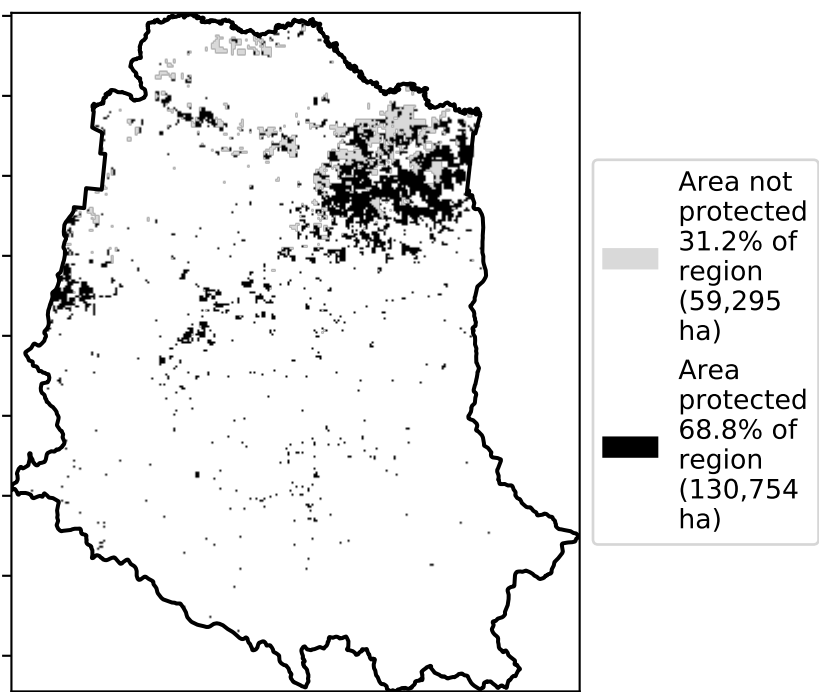 Area not
protected
31.2% of
region
(59,295
ha)
Area
protected
68.8% of
region
(130,754
ha)